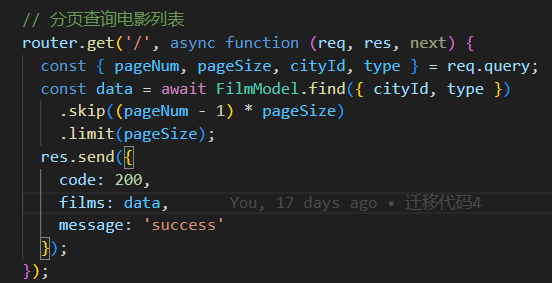 // 分页查询电影列表
router.get('/', async function (req, res, next) {
  const { pageNum, pageSize, cityId, type } = req.query;
  const data = await FilmModel.find({ cityId, type })
    .skip((pageNum - 1) * pageSize)
    .limit(pageSize);
  res.send({
    code: 200,
    films: data,     You, 17 days ago • 迁移代码4
    message: 'success'
  });
});